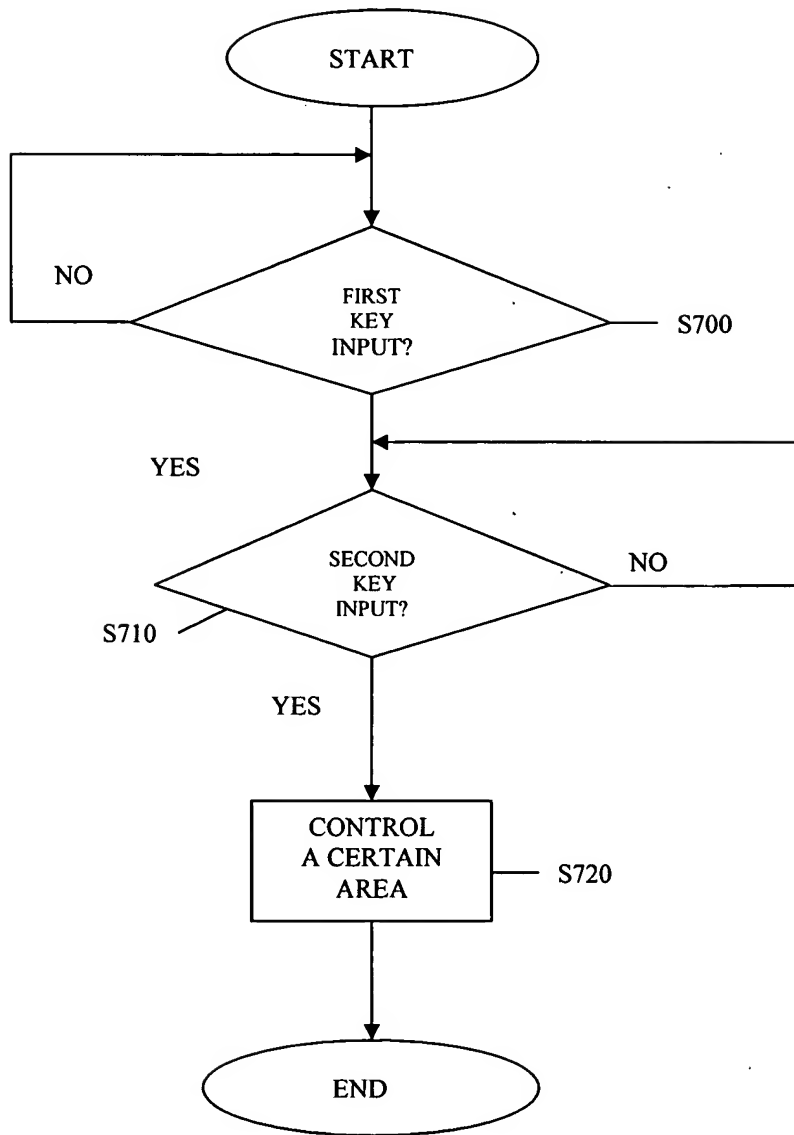 START
NO
FIRST
KEY
INPUT?
S700
YES
SECOND
KEY
INPUT?
NO
S710
YES
CONTROL
A CERTAIN
AREA
S720
END